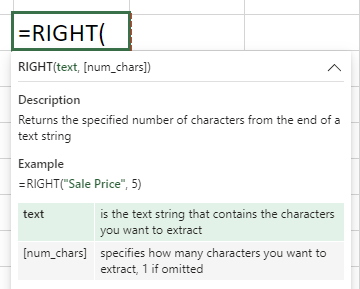 =RIGHT(
RIGHT(text, [num_chars])
Description
Returns the specified number of characters from the end of a
text string
Example
=RIGHT("Sale Price", 5)
text is the text string that contains the characters
you want to extract
[num_chars] specifies how many characters you want to
extract, 1 if omitted